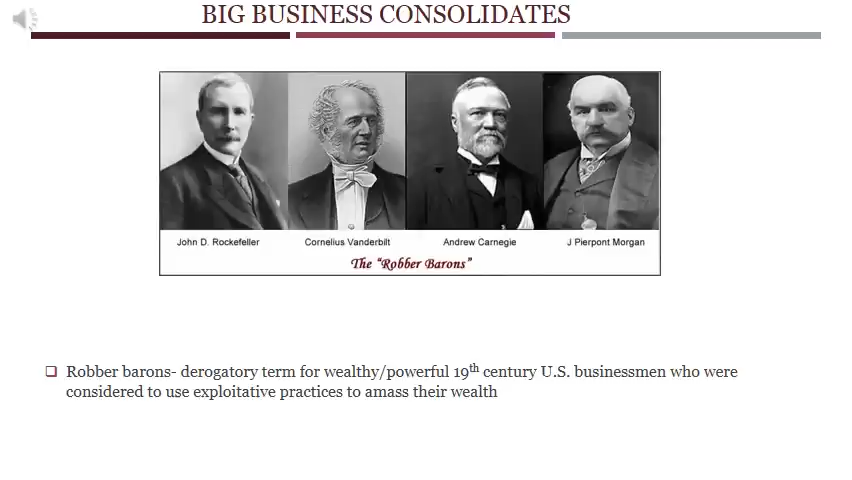 BIG BUSINESS CONSOLIDATES
John D. Rockefeller Cornelius Vanderbilt Andrew Carnegie J Pierpont Morgan
The “Robber Barons”
Robber barons- derogatory term for wealthy/powerful 19th century U.S. businessmen who were
considered to use exploitative practices to amass their wealth